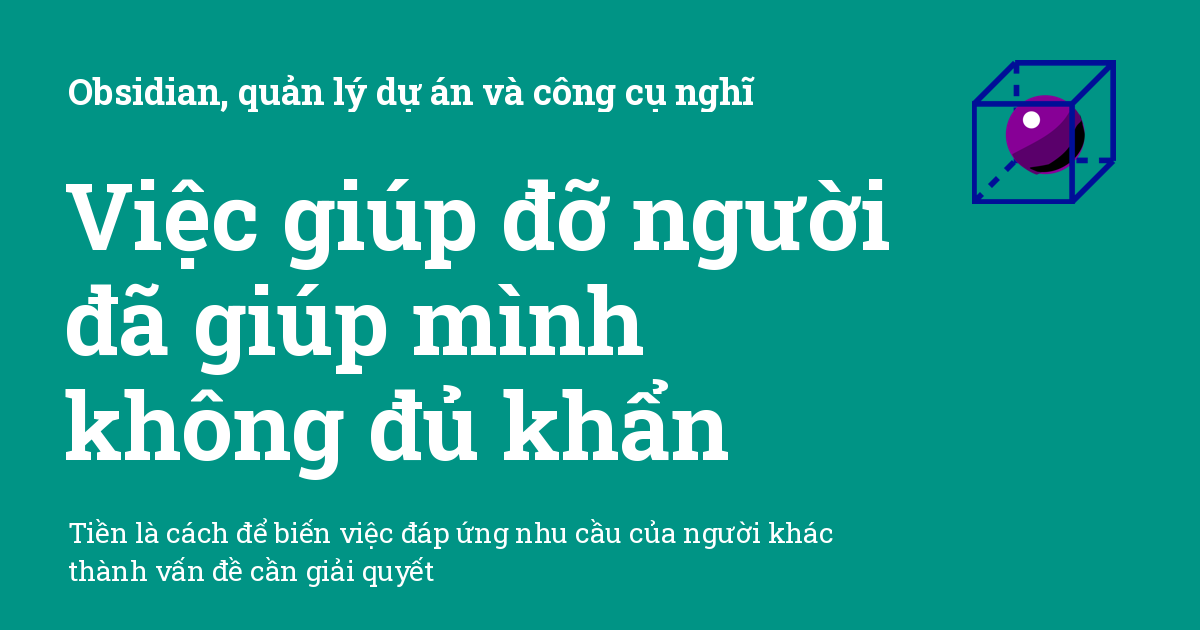 Obsidian, quản lý dự án và công cụ nghĩ
Việc giúp đỡ người
đã giúp mình
không đủ khẩn
Tiền là cách để biến việc đáp ứng nhu cầu của người khác
thành vấn đề cần giải quyết